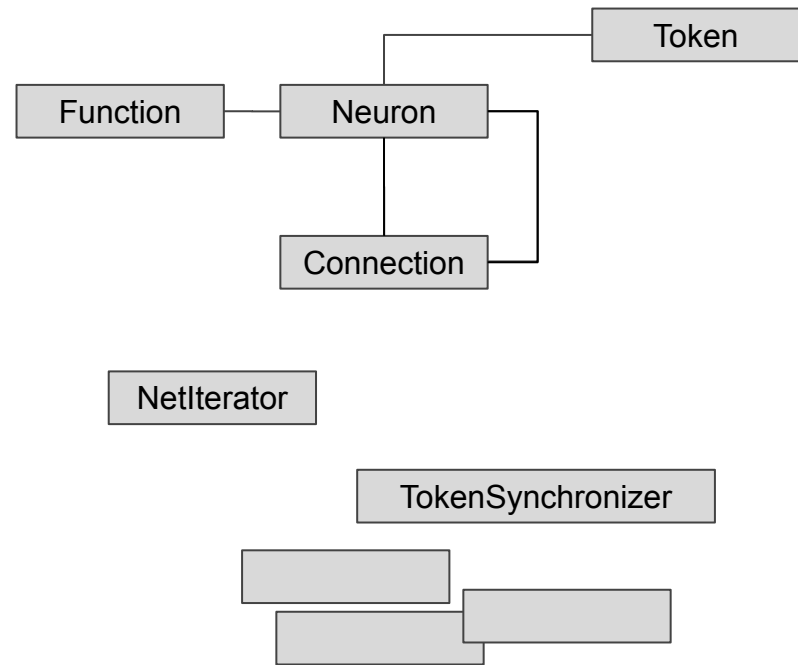 Token
Function
Neuron
Connection
NetIterator
TokenSynchronizer